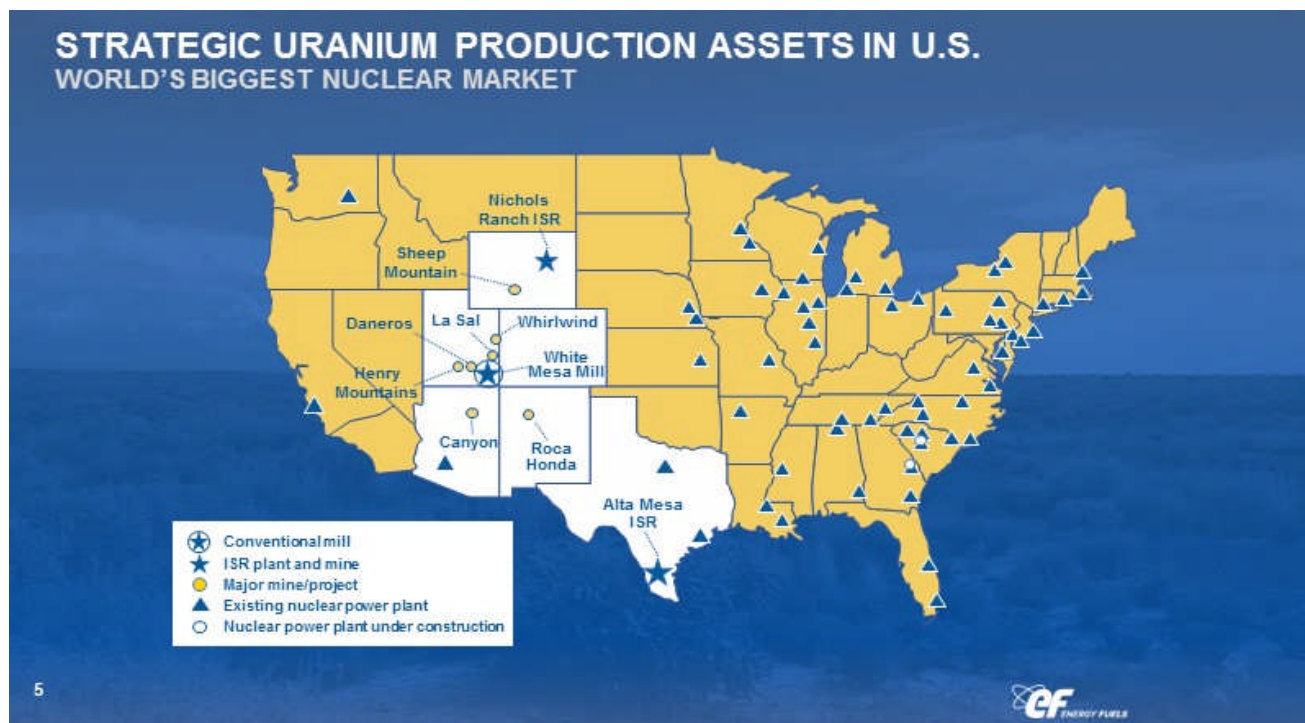 STRATEGIC URANIUM PRODUCTION ASSETS IN U.S.
WORLD'S BIGGEST NUCLEAR MARKET
Nichols
Ranch ISR
Sheep
Mountain
La Sal
Whirlwind
Daneros
White
Mesa Mill
Henry
Mountains
Canyon
Roca
Honda
Alta Mesa
ISR
Conventional mill
ISR plant and mine
Major mine/project
Existing nuclear power plant
Nuclear power plant under construction
5
ef ENERGY FUELS